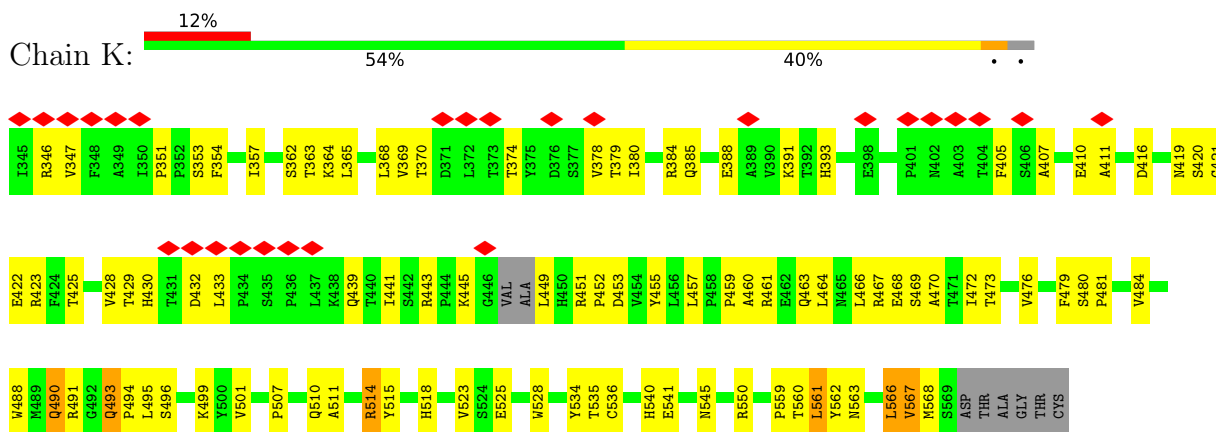 12%
Chain K:
54% 40% • •
I345 R346 V347 F348 A349 I350 P351 P352 S353 F354 I357 S362 T363 K364 L365 L368 V369 T370 D371 L372 T373 T374 Y375 D376 S377 V378 T379 I380 R384 Q385 E388 A389 V390 K391 T392 H393 E398 P401 N402 A403 T404 F405 S406 A407 E410 A411 D416 N419 S420 G421
E422 R423 F424 T425 V428 T429 H430 T431 D432 L433 P434 S435 P436 L437 K438 Q439 T440 I441 S442 R443 P444 K445 G446 VAL ALA L449 H450 R451 P452 D453 V454 Y455 L456 L457 P458 P459 A460 R461 E462 Q463 L464 N465 L466 R467 E468 S469 A470 T471 I472 T473 V476 F479 S480 P481 V484
W488 M489 Q490 R491 G492 Q493 P494 L495 S496 K499 Y500 V501 P507 Q510 A511 R514 Y515 H518 V523 S524 E525 W528 Y534 T535 C536 H540 E541 N545 R550 P559 T560 L561 Y562 N563 L566 V567 M568 S569 ASP THR ALA GLY THR CYS